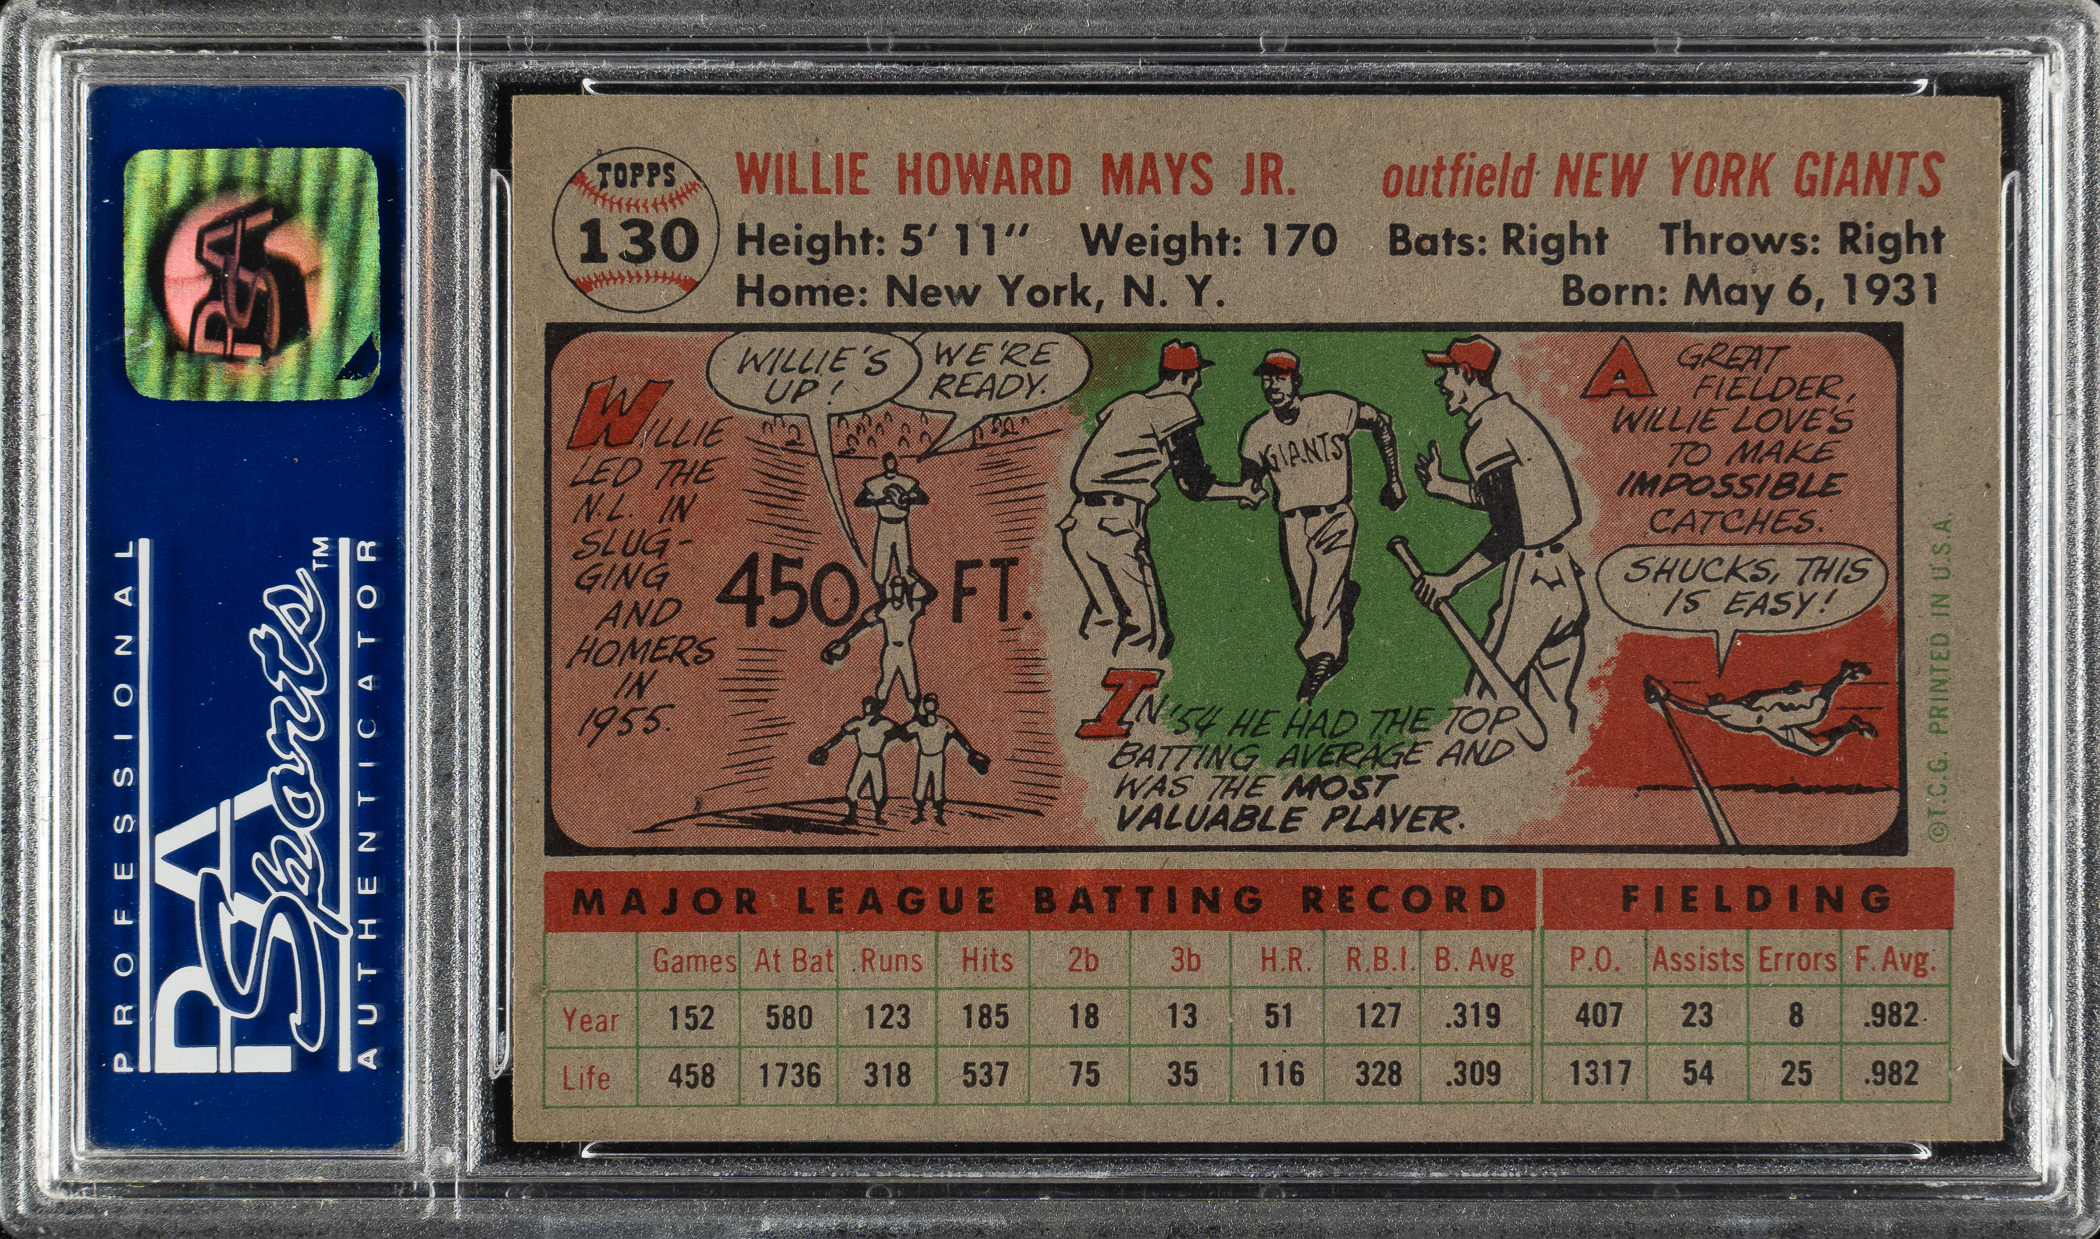 PROFESSIONAL
PSA Sports™
AUTHENTICATOR
PSA
TOPPS
130
WILLIE HOWARD MAYS JR. outfield NEW YORK GIANTS
Height: 5' 11" Weight: 170 Bats: Right Throws: Right
Home: New York, N. Y. Born: May 6, 1931
WILLIE
LED THE
N.L. IN
SLUG-
GING
AND
HOMERS
IN
1955.
WILLIE'S
UP!
WE'RE
READY.
450 FT.
GIANTS
IN '54 HE HAD THE TOP
BATTING AVERAGE AND
WAS THE MOST
VALUABLE PLAYER.
A GREAT
FIELDER,
WILLIE LOVE'S
TO MAKE
IMPOSSIBLE
CATCHES.
SHUCKS, THIS
IS EASY!
©T.C.G. PRINTED IN U.S.A.
MAJOR LEAGUE BATTING RECORD FIELDING
Games At Bat Runs Hits 2b 3b H.R. R.B.I. B. Avg P.O. Assists Errors F. Avg.
Year 152 580 123 185 18 13 51 127 .319 407 23 8 .982
Life 458 1736 318 537 75 35 116 328 .309 1317 54 25 .982